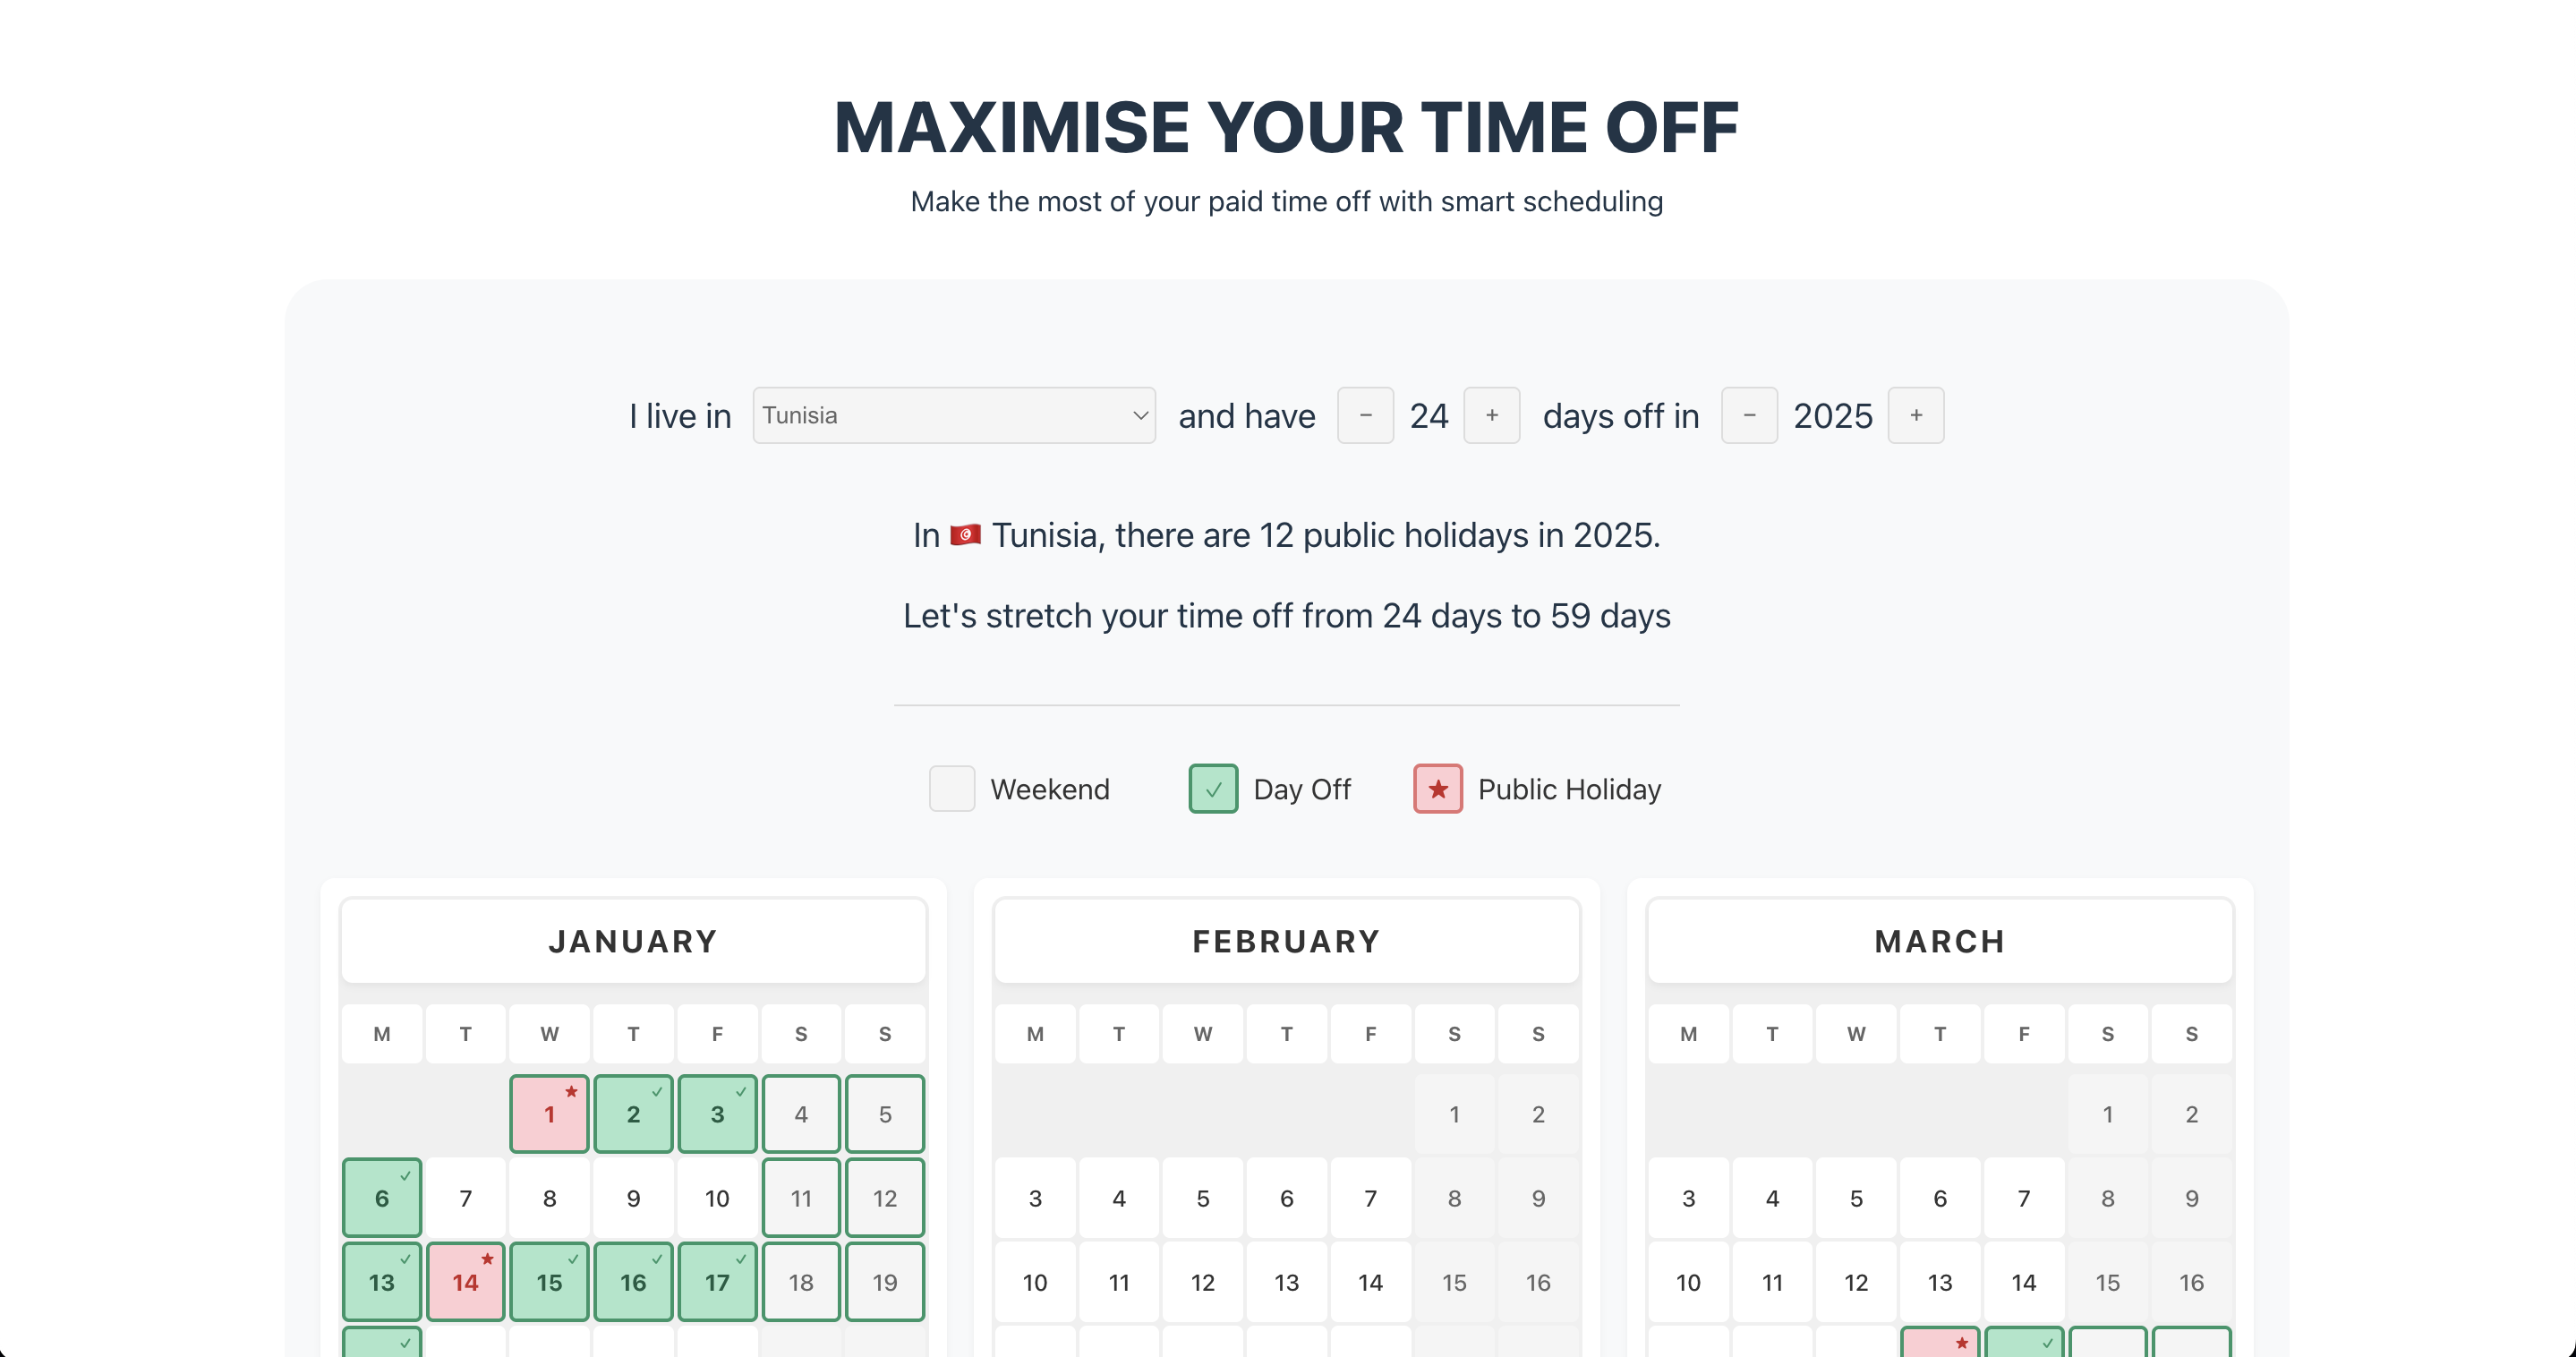 MAXIMISE YOUR TIME OFF
Make the most of your paid time off with smart scheduling
I live in Tunisia and have − 24 + days off in − 2025 +
In 🇹🇳 Tunisia, there are 12 public holidays in 2025.
Let's stretch your time off from 24 days to 59 days
Weekend Day Off Public Holiday
JANUARY
M T W T F S S
1 2 3 4 5
6 7 8 9 10 11 12
13 14 15 16 17 18 19
FEBRUARY
M T W T F S S
1 2
3 4 5 6 7 8 9
10 11 12 13 14 15 16
MARCH
M T W T F S S
1 2
3 4 5 6 7 8 9
10 11 12 13 14 15 16